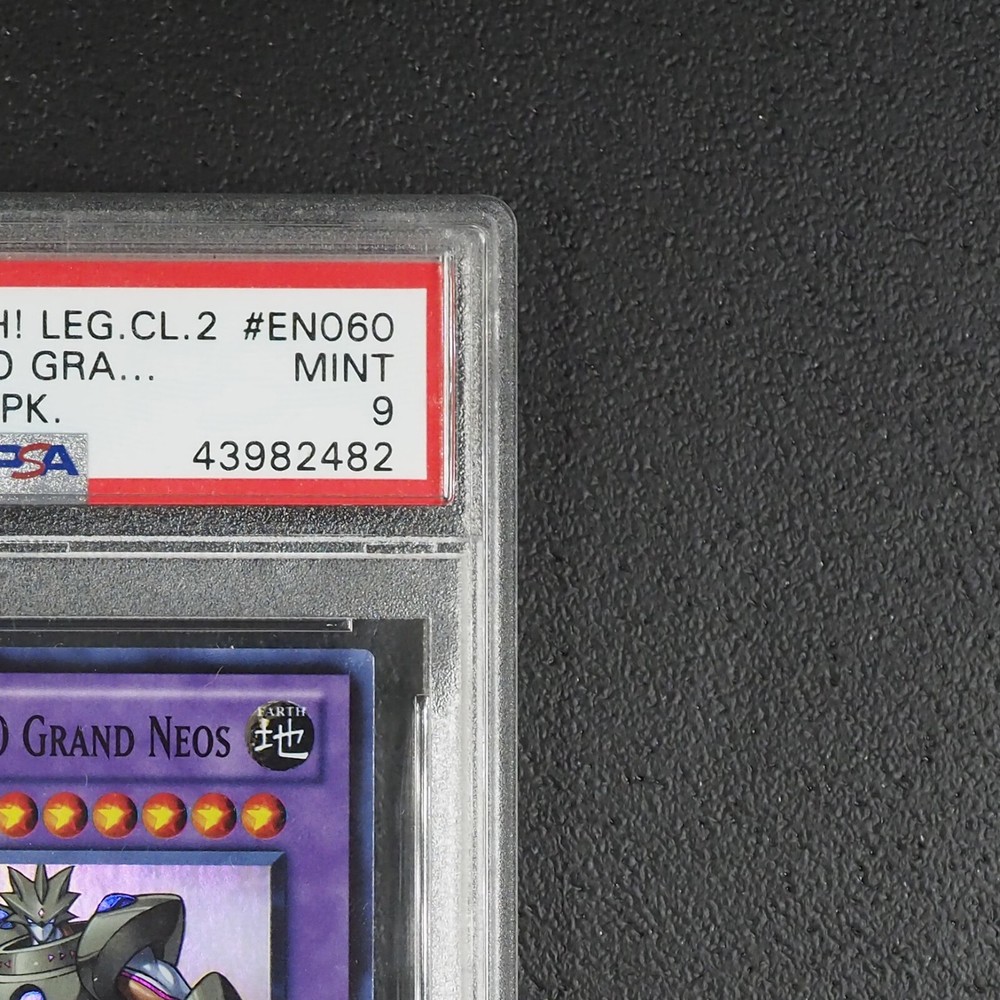 H! LEG.CL.2 #EN060
O GRA... MINT
PK. 9
PSA 43982482
O GRAND NEOS
EARTH
地